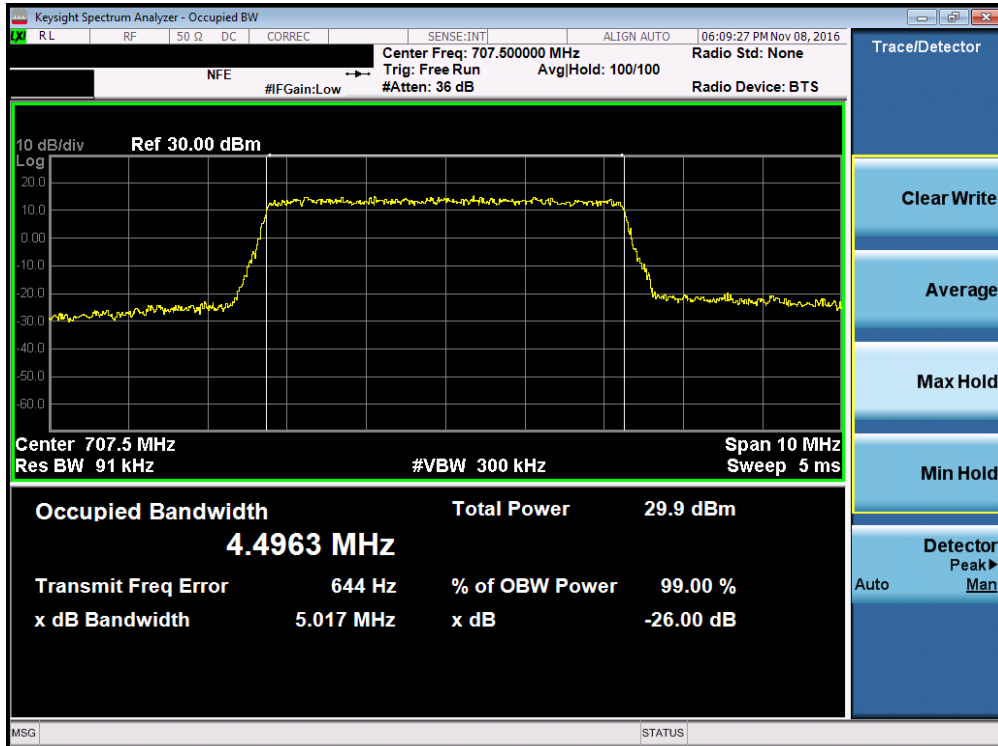 Keysight Spectrum Analyzer - Occupied BW
LXI RL RF 50 Ω DC CORREC SENSE:INT ALIGN AUTO 06:09:27 PM Nov 08, 2016
Center Freq: 707.500000 MHz Radio Std: None
NFE Trig: Free Run Avg|Hold: 100/100
#IFGain:Low #Atten: 36 dB Radio Device: BTS
Trace/Detector
10 dB/div Ref 30.00 dBm
Log
20.0
10.0
0.00
-10.0
-20.0
-30.0
-40.0
-50.0
-60.0
Center 707.5 MHz Span 10 MHz
Res BW 91 kHz #VBW 300 kHz Sweep 5 ms
Occupied Bandwidth Total Power 29.9 dBm
4.4963 MHz
Transmit Freq Error 644 Hz % of OBW Power 99.00 %
x dB Bandwidth 5.017 MHz x dB -26.00 dB
Clear Write
Average
Max Hold
Min Hold
Detector
Peak▶
Auto Man
MSG STATUS